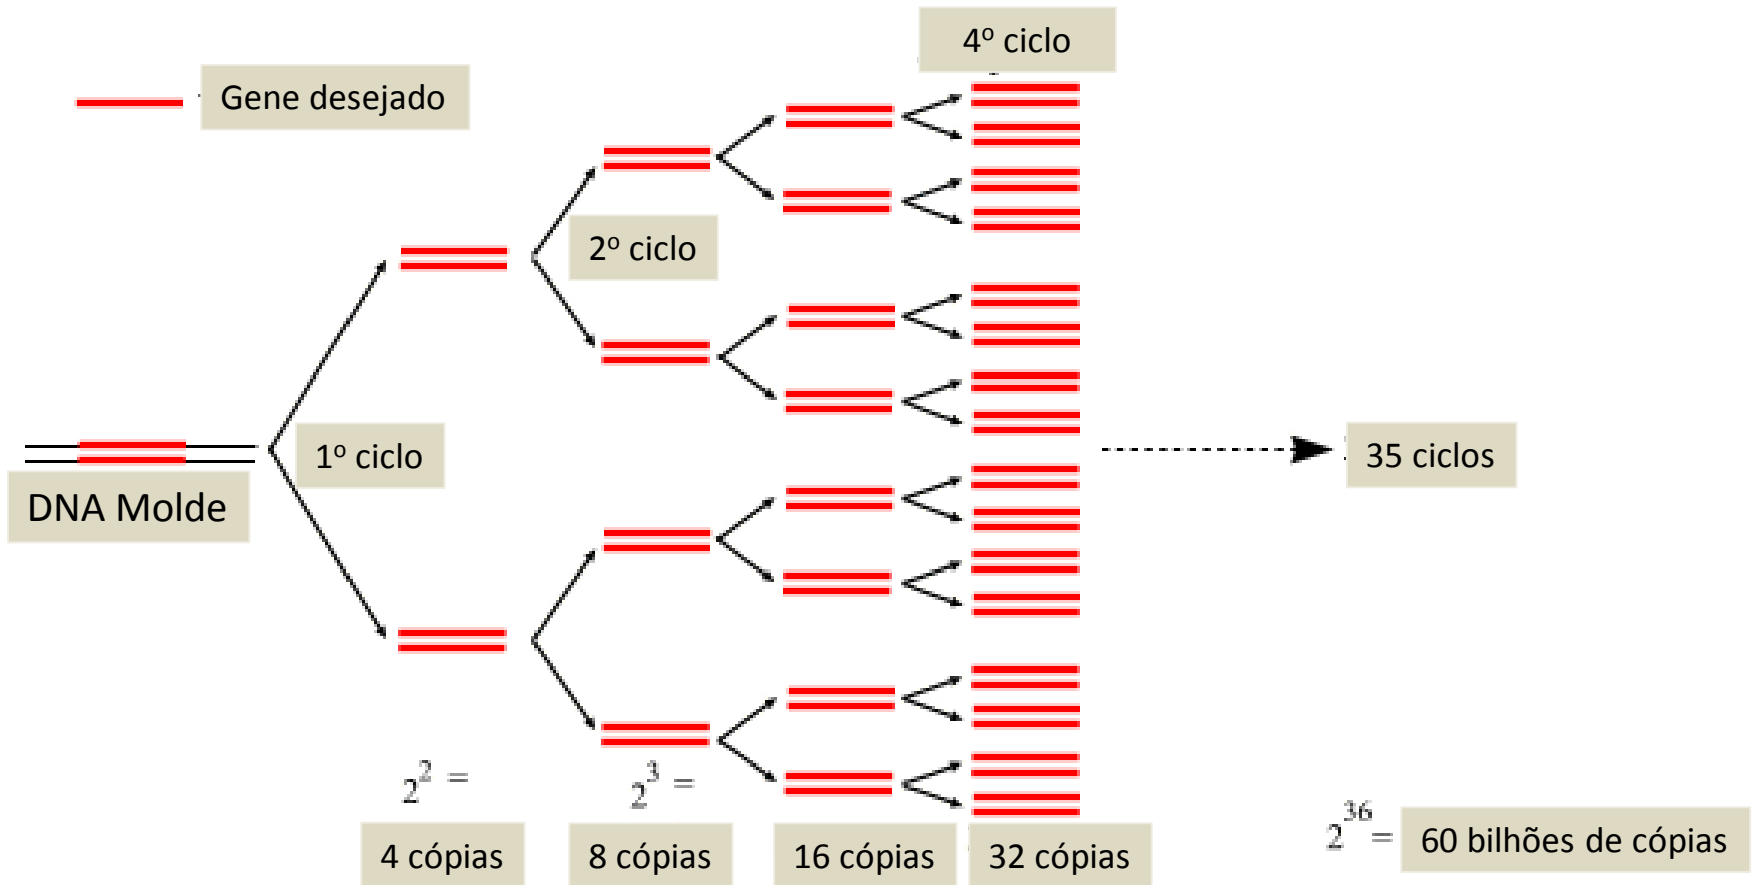 4º ciclo
Gene desejado
2º ciclo
1º ciclo
DNA Molde
35 ciclos
2² =
2³ =
4 cópias
8 cópias
16 cópias
32 cópias
2³⁶ =
60 bilhões de cópias